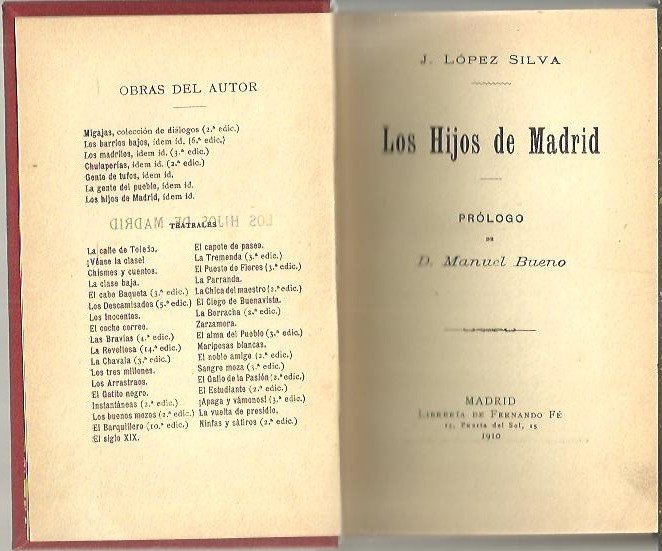 OBRAS DEL AUTOR
Migajas, colección de diálogos (2.ª edic.)
Los barrios bajos, idem id. (6.ª edic.)
Los madriles, idem id. (3.ª edic.)
Chulaperías, idem id. (2.ª edic.)
Gente de tufos, idem id.
La gente del pueblo, idem id.
Los hijos de Madrid, idem id.
TEATRALES
La calle de Toledo.
¡Véase la clase!
Chismes y cuentos.
La clase baja.
El cabo Baqueta (3.ª edic.)
Los Descamisados (5.ª edic.)
Los Inocentes.
El coche correo.
Las Bravías (4.ª edic.)
La Revoltosa (14.ª edic.)
La Chavala (3.ª edic.)
Los tres millones.
Los Arrastraos.
El Gatito negro.
Instantáneas (2.ª edic.)
Los buenos mozos (2.ª edic.)
El Barquillero (10.ª edic.)
El siglo XIX.
El capote de paseo.
La Tremenda (3.ª edic.)
El Puesto de Flores (3.ª edic.)
La Parranda.
La Chica del maestro (2.ª edic.)
El Ciego de Buenavista.
La Borracha (2.ª edic.)
Zarzamora.
El alma del Pueblo (3.ª edic.)
Mariposas blancas.
El noble amigo (2.ª edic.)
Sangre moza (3.ª edic.)
El Gallo de la Pasión (2.ª edic.)
El Estudiante (2.ª edic.)
¡Apaga y vámonos! (3.ª edic.)
La vuelta de presidio.
Ninfas y sátiros (2.ª edic.)
J. LÓPEZ SILVA
Los Hijos de Madrid
PRÓLOGO
DE
D. Manuel Bueno
MADRID
LIBRERÍA DE FERNANDO FÉ
15, Puerta del Sol, 15
1910